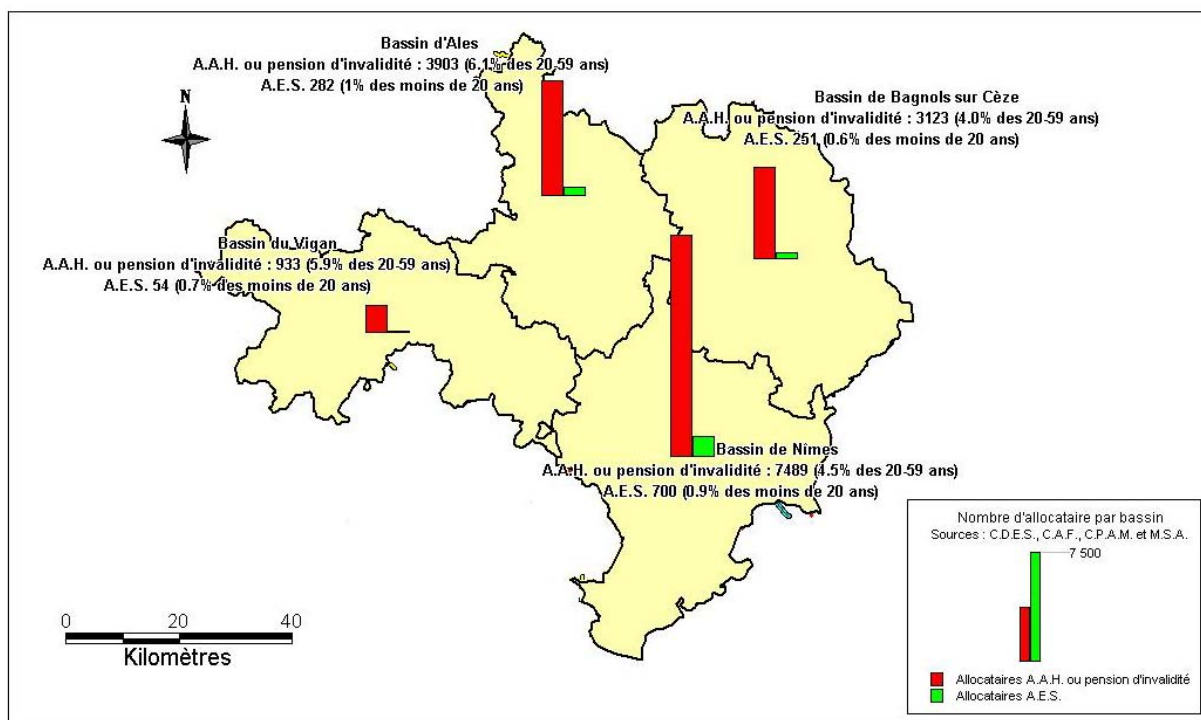 Bassin d'Ales
A.A.H. ou pension d'invalidité : 3903 (6.1% des 20-59 ans)
A.E.S. 282 (1% des moins de 20 ans)
N
Bassin de Bagnols sur Cèze
A.A.H. ou pension d'invalidité : 3123 (4.0% des 20-59 ans)
A.E.S. 251 (0.6% des moins de 20 ans)
Bassin du Vigan
A.A.H. ou pension d'invalidité : 933 (5.9% des 20-59 ans)
A.E.S. 54 (0.7% des moins de 20 ans)
Bassin de Nîmes
A.A.H. ou pension d'invalidité : 7489 (4.5% des 20-59 ans)
A.E.S. 700 (0.9% des moins de 20 ans)
0 20 40
Kilomètres
Nombre d'allocataire par bassin
Sources : C.D.E.S., C.A.F., C.P.A.M. et M.S.A.
7 500
Allocataires A.A.H. ou pension d'invalidité
Allocataires A.E.S.